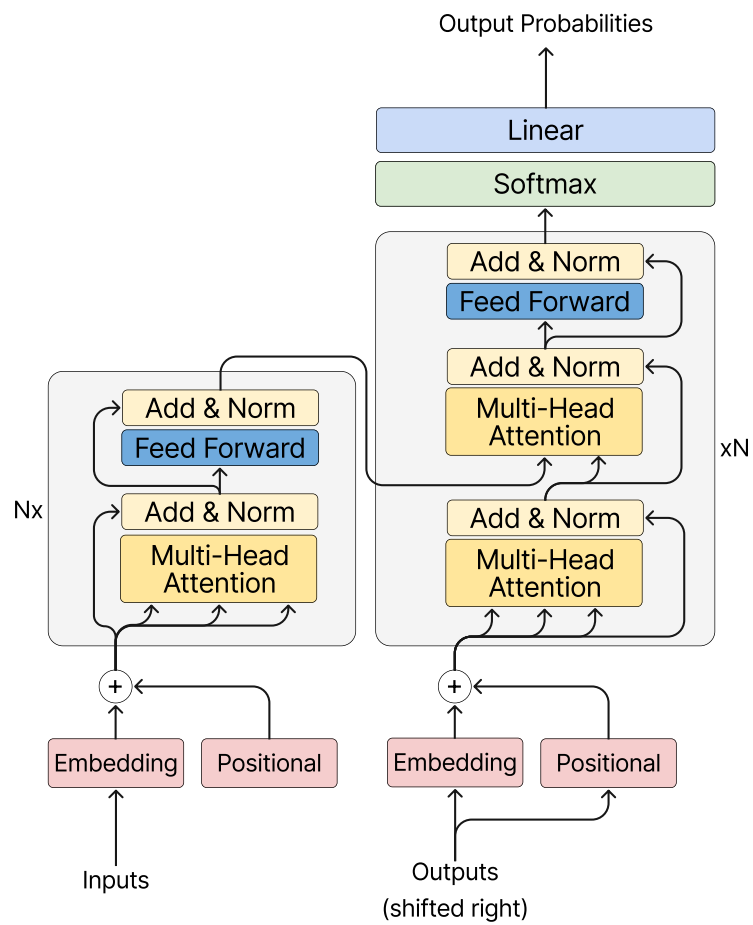 Output Probabilities
Linear
Softmax
Add & Norm
Feed Forward
Add & Norm
Multi-Head
Attention
xN
Add & Norm
Multi-Head
Attention
Add & Norm
Feed Forward
Nx
Add & Norm
Multi-Head
Attention
Embedding
Positional
Inputs
Embedding
Positional
Outputs
(shifted right)